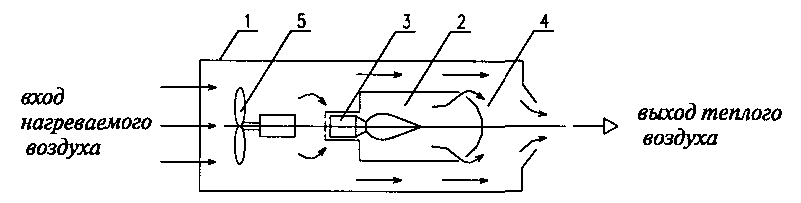 1 5 3 2 4
вход
нагреваемого
воздуха
выход теплого
воздуха